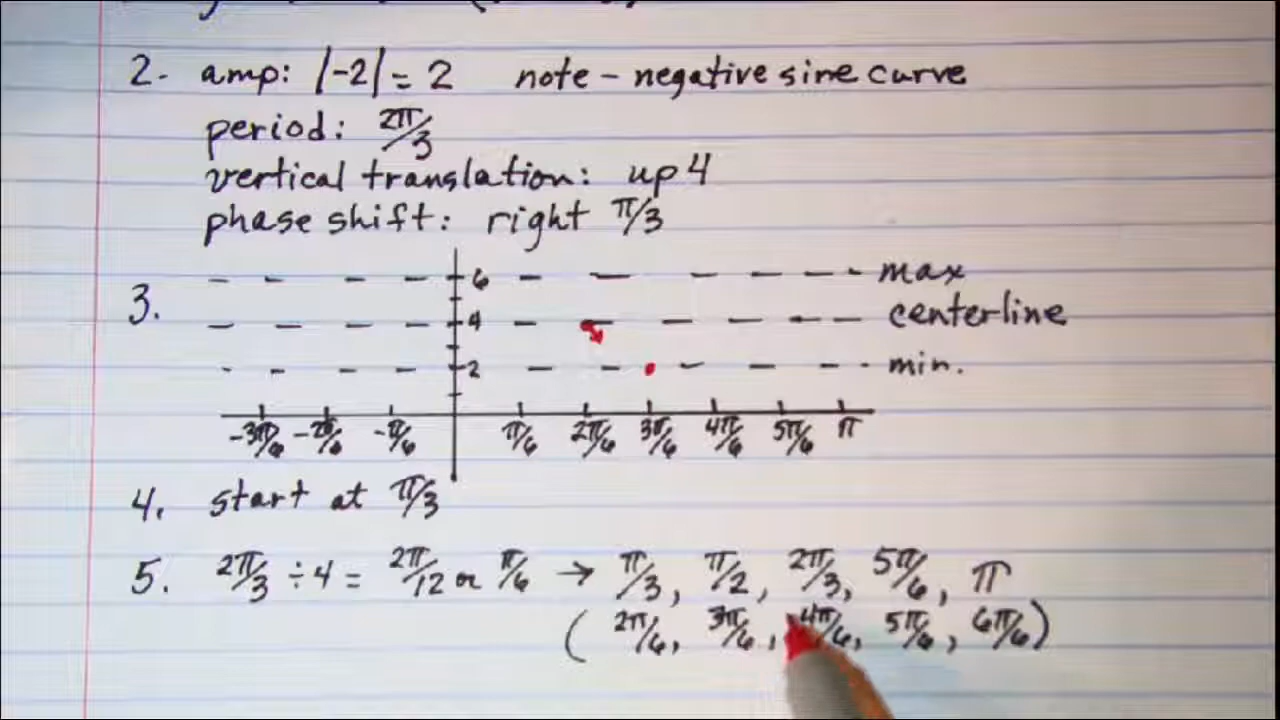 2. amp: |-2| = 2 note - negative sine curve
period: 2π/3
vertical translation: up 4
phase shift: right π/3
3.
6 max
4 centerline
2 min.
-3π/6 -2π/6 -π/6 π/6 2π/6 3π/6 4π/6 5π/6 π
4. start at π/3
5. 2π/3 ÷ 4 = 2π/12 or π/6 → π/3, π/2, 2π/3, 5π/6, π
(2π/6, 3π/6, 4π/6, 5π/6, 6π/6)